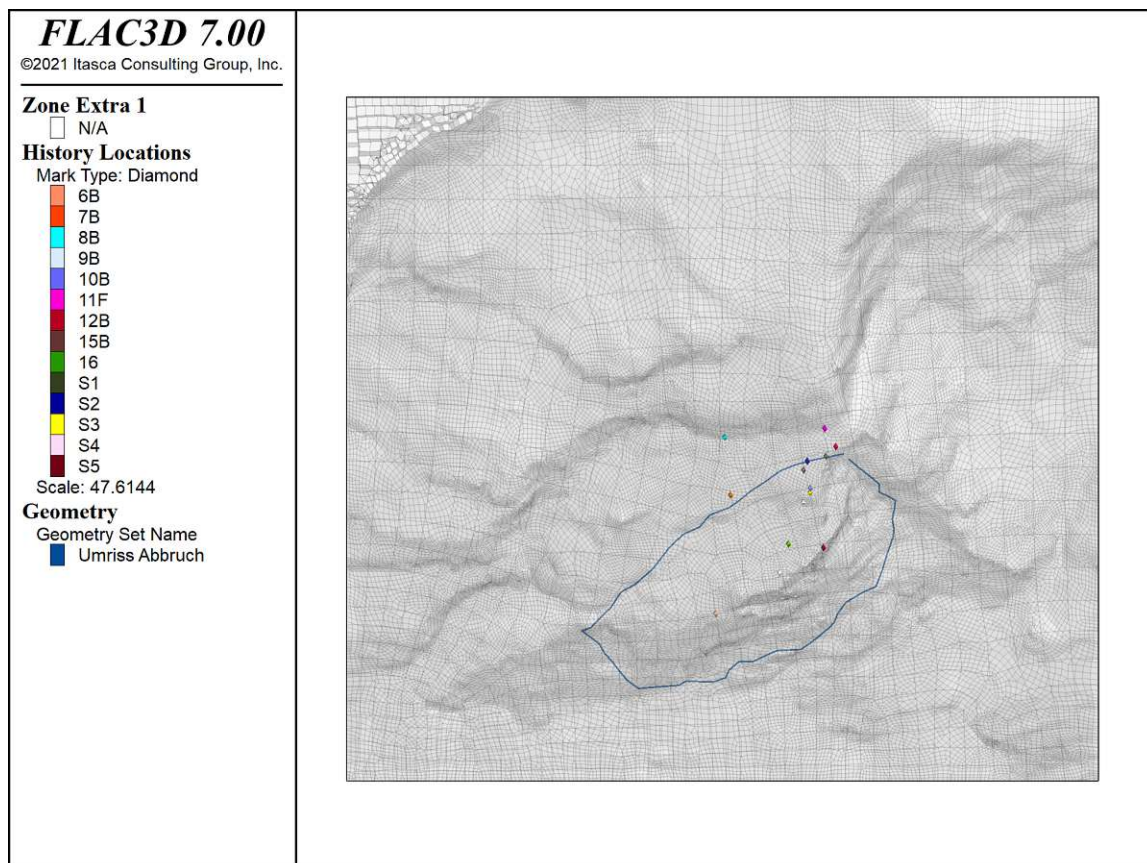 FLAC3D 7.00
©2021 Itasca Consulting Group, Inc.
Zone Extra 1
N/A
History Locations
Mark Type: Diamond
6B
7B
8B
9B
10B
11F
12B
15B
16
S1
S2
S3
S4
S5
Scale: 47.6144
Geometry
Geometry Set Name
Umriss Abbruch